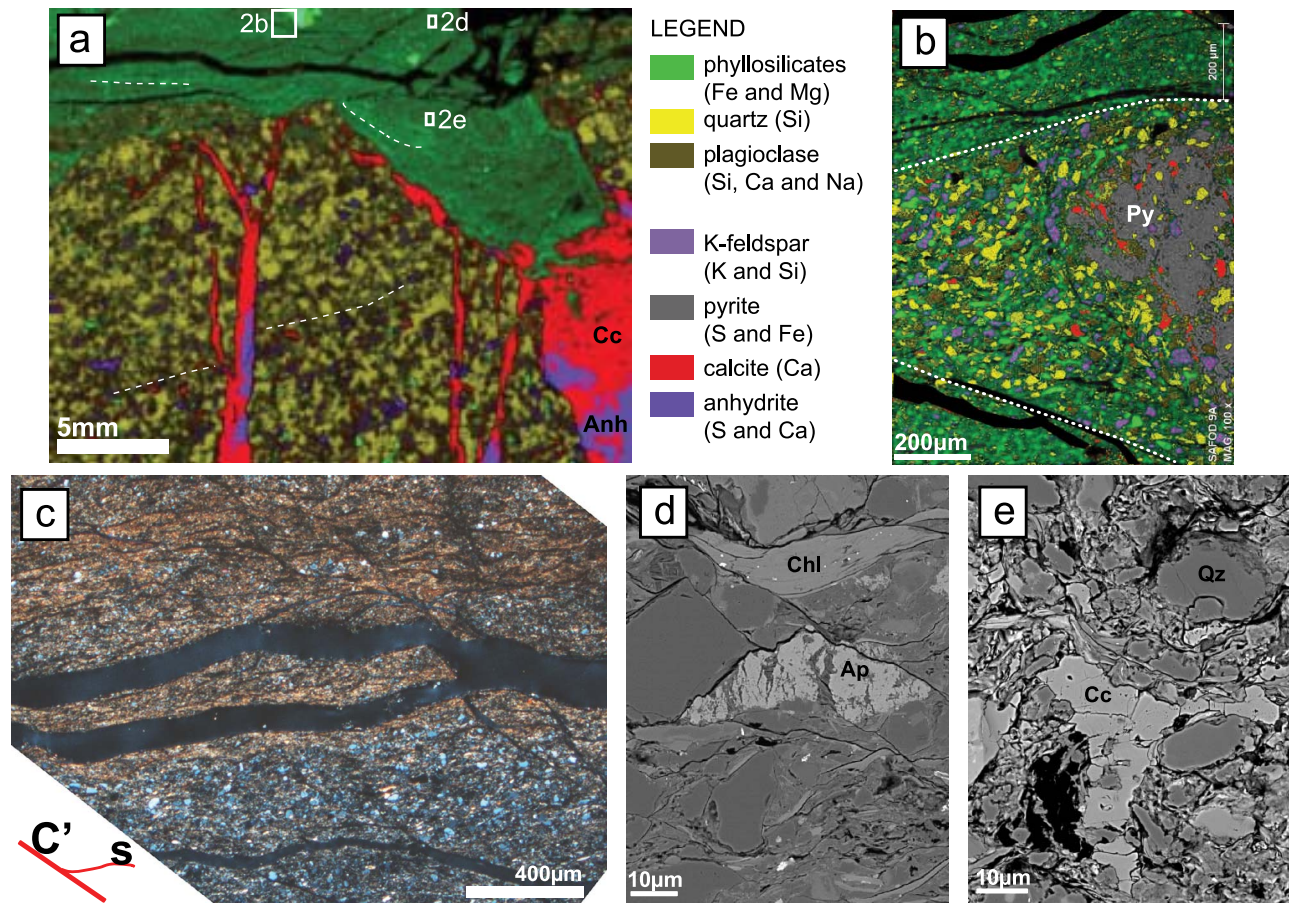 a
2b
2d
2e
Cc
Anh
5mm
LEGEND
phyllosilicates
(Fe and Mg)
quartz (Si)
plagioclase
(Si, Ca and Na)
K-feldspar
(K and Si)
pyrite
(S and Fe)
calcite (Ca)
anhydrite
(S and Ca)
b
200 µm
Py
200µm
SAFOD 9A
MAG: 100 x
c
C' s
400µm
d
Chl
Ap
10µm
e
Qz
Cc
10µm